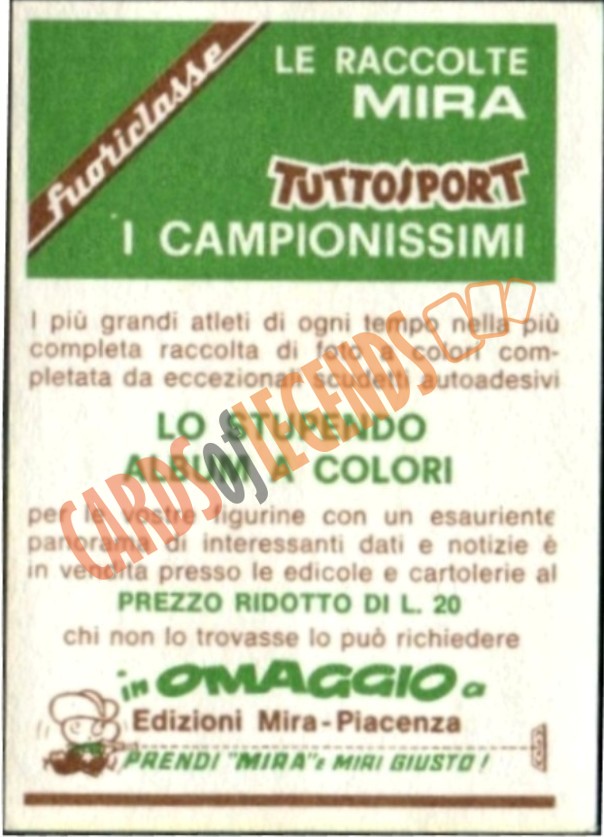 fuoriclasse
LE RACCOLTE
MIRA
TUTTOSPORT
I CAMPIONISSIMI
I più grandi atleti di ogni tempo nella più
completa raccolta di foto a colori com-
pletata da eccezionali scudetti autoadesivi
LO STUPENDO
ALBUM A COLORI
per le vostre figurine con un esauriente
panorama di interessanti dati e notizie è
in vendita presso le edicole e cartolerie al
PREZZO RIDOTTO DI L. 20
chi non lo trovasse lo può richiedere
in OMAGGIO a
Edizioni Mira-Piacenza
PRENDI "MIRA" e MIRI GIUSTO!
CARDS of LEGENDS